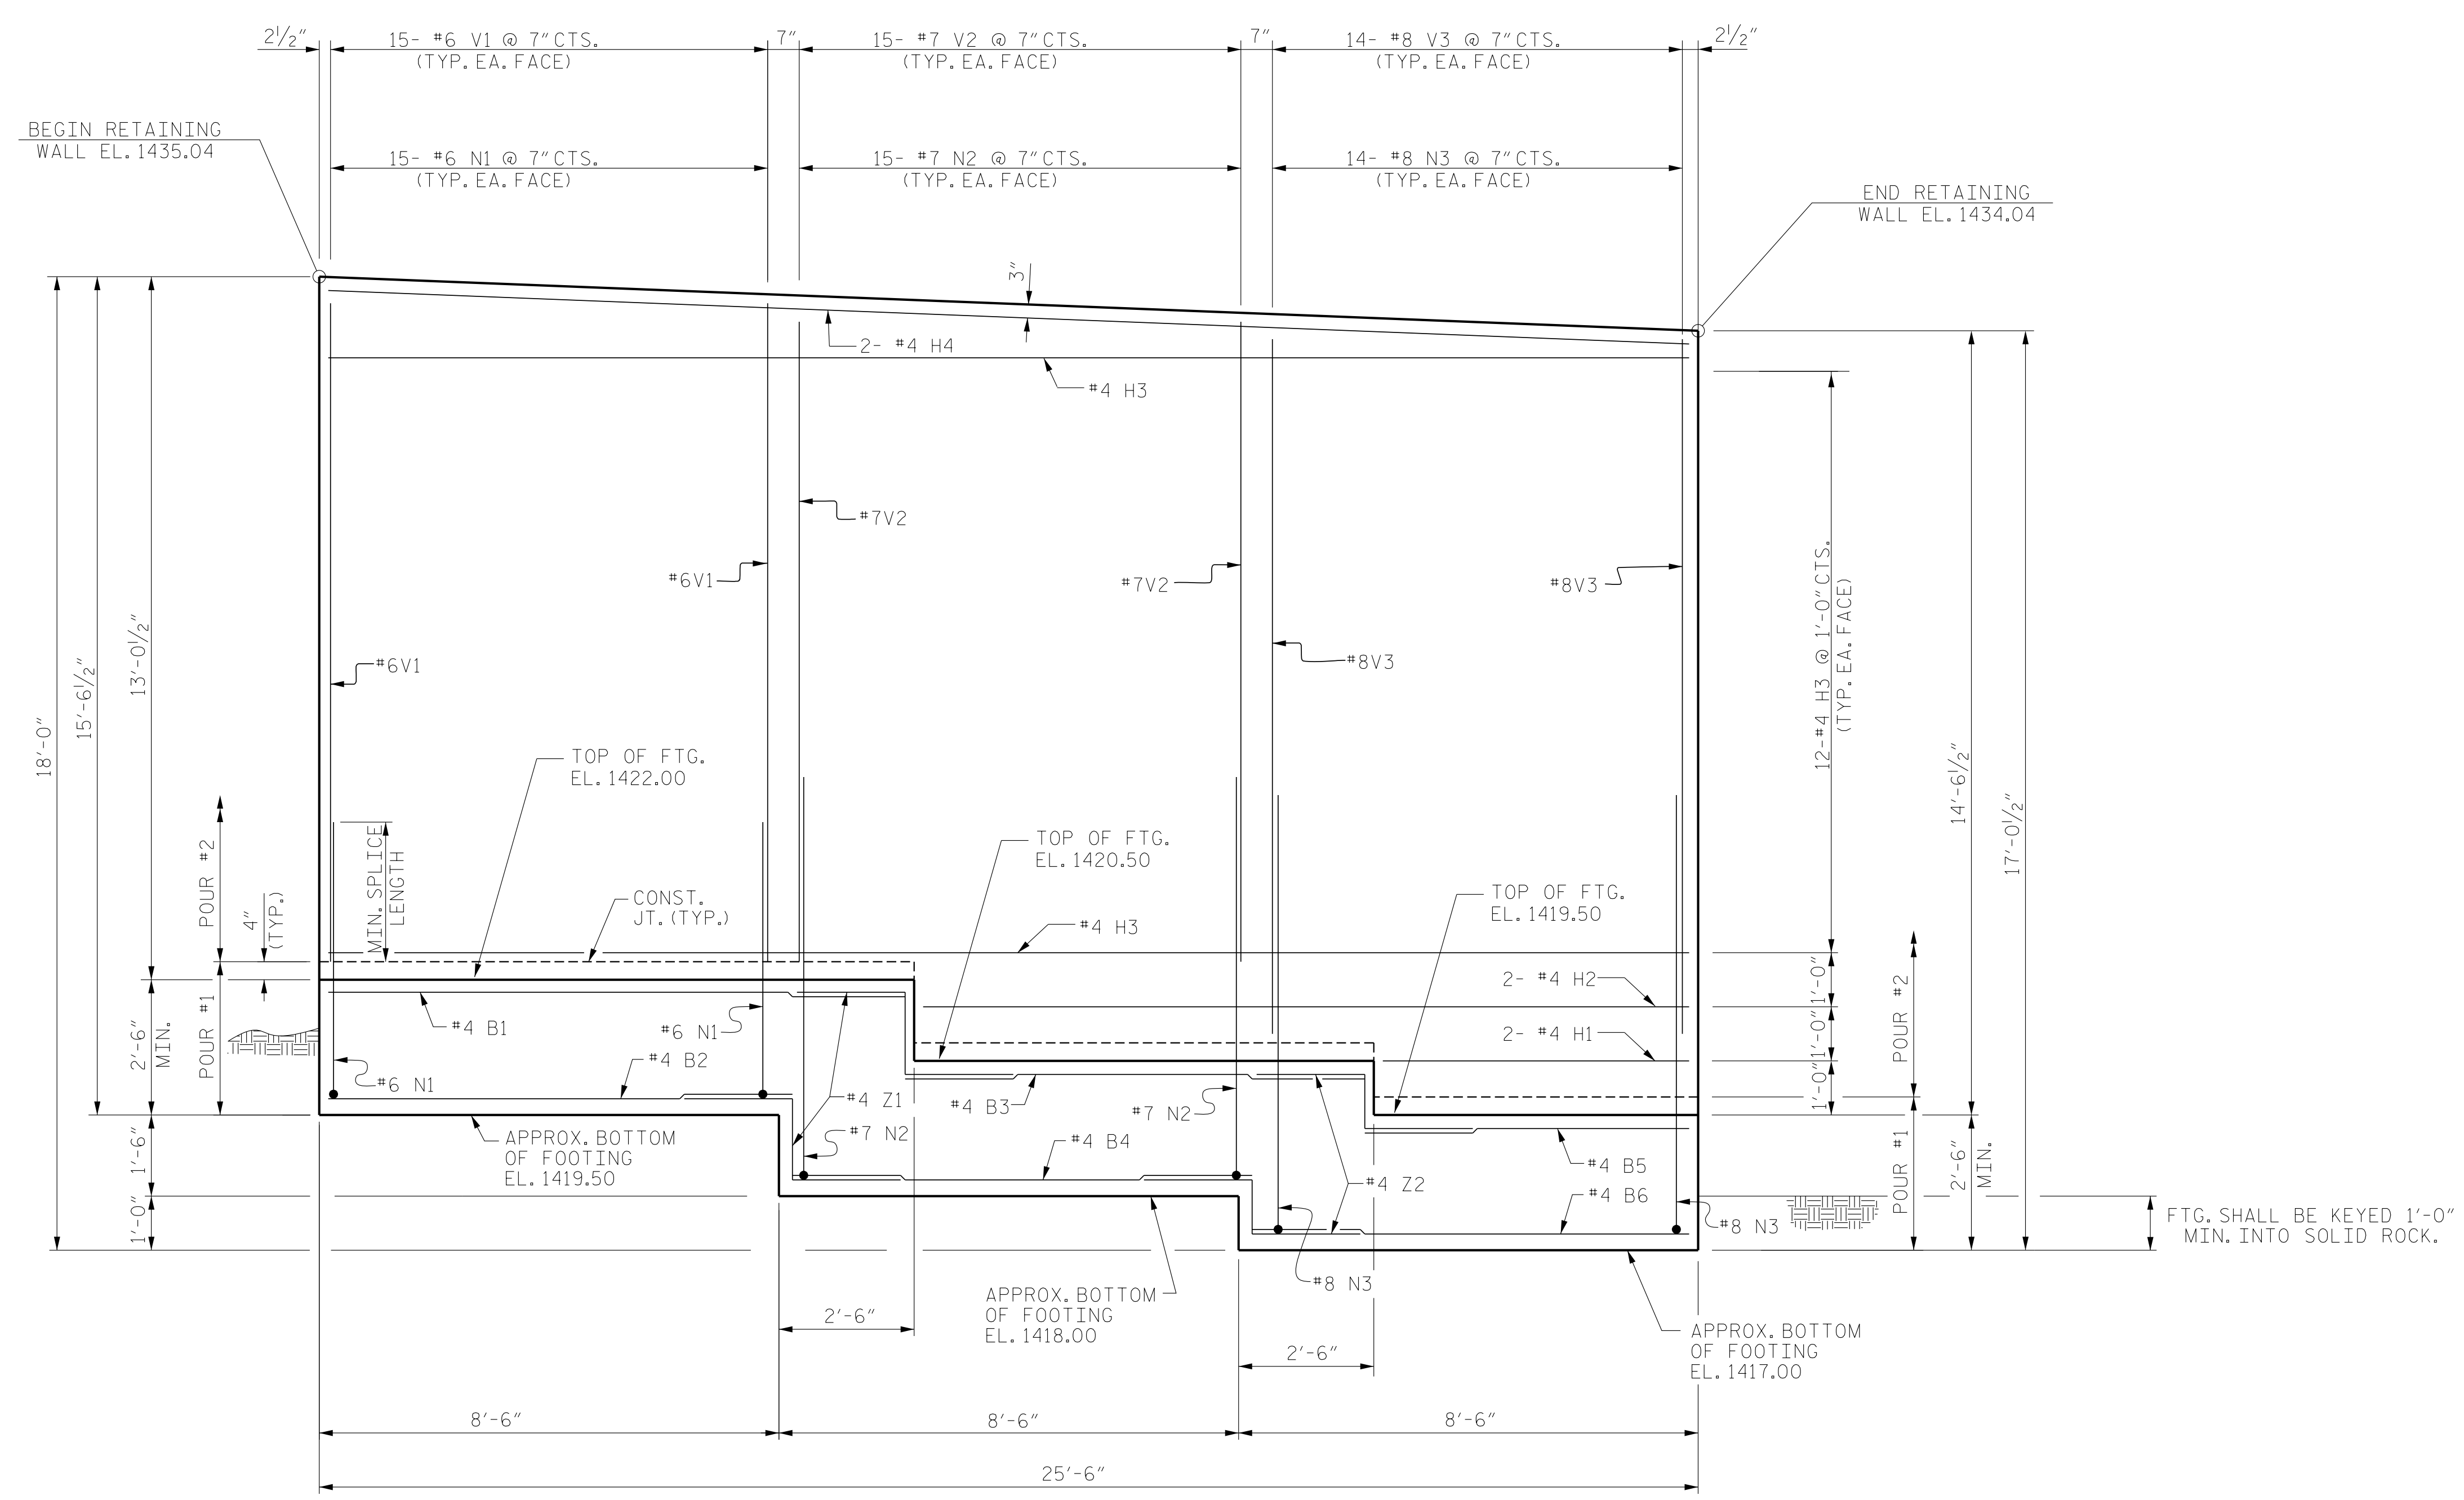 2½″
15- #6 V1 @ 7″CTS.
(TYP. EA. FACE)
7″
15- #7 V2 @ 7″CTS.
(TYP. EA. FACE)
7″
14- #8 V3 @ 7″CTS.
(TYP. EA. FACE)
2½″
BEGIN RETAINING
WALL EL. 1435.04
15- #6 N1 @ 7″CTS.
(TYP. EA. FACE)
15- #7 N2 @ 7″CTS.
(TYP. EA. FACE)
14- #8 N3 @ 7″CTS.
(TYP. EA. FACE)
END RETAINING
WALL EL. 1434.04
3″
2- #4 H4
#4 H3
#7V2
#6V1
#7V2
#8V3
#6V1
#8V3
18′-0″
15′-6½″
13′-0½″
12-#4 H3 @ 1′-0″CTS.
(TYP. EA. FACE)
14′-6½″
17′-0½″
TOP OF FTG.
EL. 1422.00
TOP OF FTG.
EL. 1420.50
TOP OF FTG.
EL. 1419.50
POUR #2
4″
(TYP.)
MIN. SPLICE
LENGTH
CONST.
JT. (TYP.)
#4 H3
2- #4 H2
2- #4 H1
1′-0″
1′-0″
1′-0″
POUR #2
2′-6″
MIN.
POUR #1
#4 B1
#6 N1
#4 B2
#6 N1
#4 Z1
#7 N2
#4 B3
#7 N2
#4 B4
#4 Z2
#4 B5
#4 B6
#8 N3
#8 N3
POUR #1
2′-6″
MIN.
1′-6″
1′-0″
APPROX. BOTTOM
OF FOOTING
EL. 1419.50
FTG. SHALL BE KEYED 1′-0″
MIN. INTO SOLID ROCK.
APPROX. BOTTOM
OF FOOTING
EL. 1418.00
APPROX. BOTTOM
OF FOOTING
EL. 1417.00
2′-6″
2′-6″
8′-6″
8′-6″
8′-6″
25′-6″